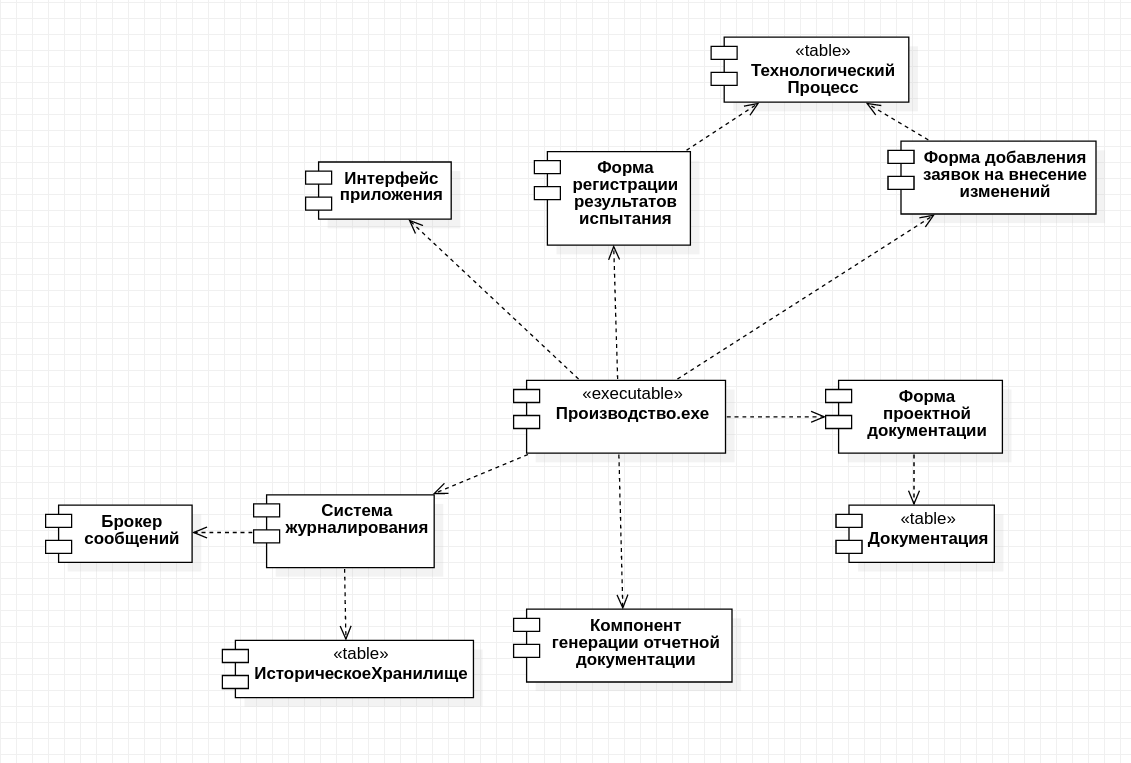 «table»
Технологический
Процесс
Форма добавления
заявок на внесение
изменений
Форма
регистрации
результатов
испытания
Интерфейс
приложения
«executable»
Производство.exe
Форма
проектной
документации
Система
журналирования
Брокер
сообщений
«table»
Документация
Компонент
генерации отчетной
документации
«table»
ИсторическоеХранилище